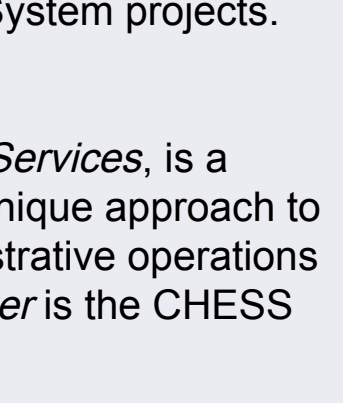 System projects.
Services, is a
nique approach to
strative operations
er is the CHESS